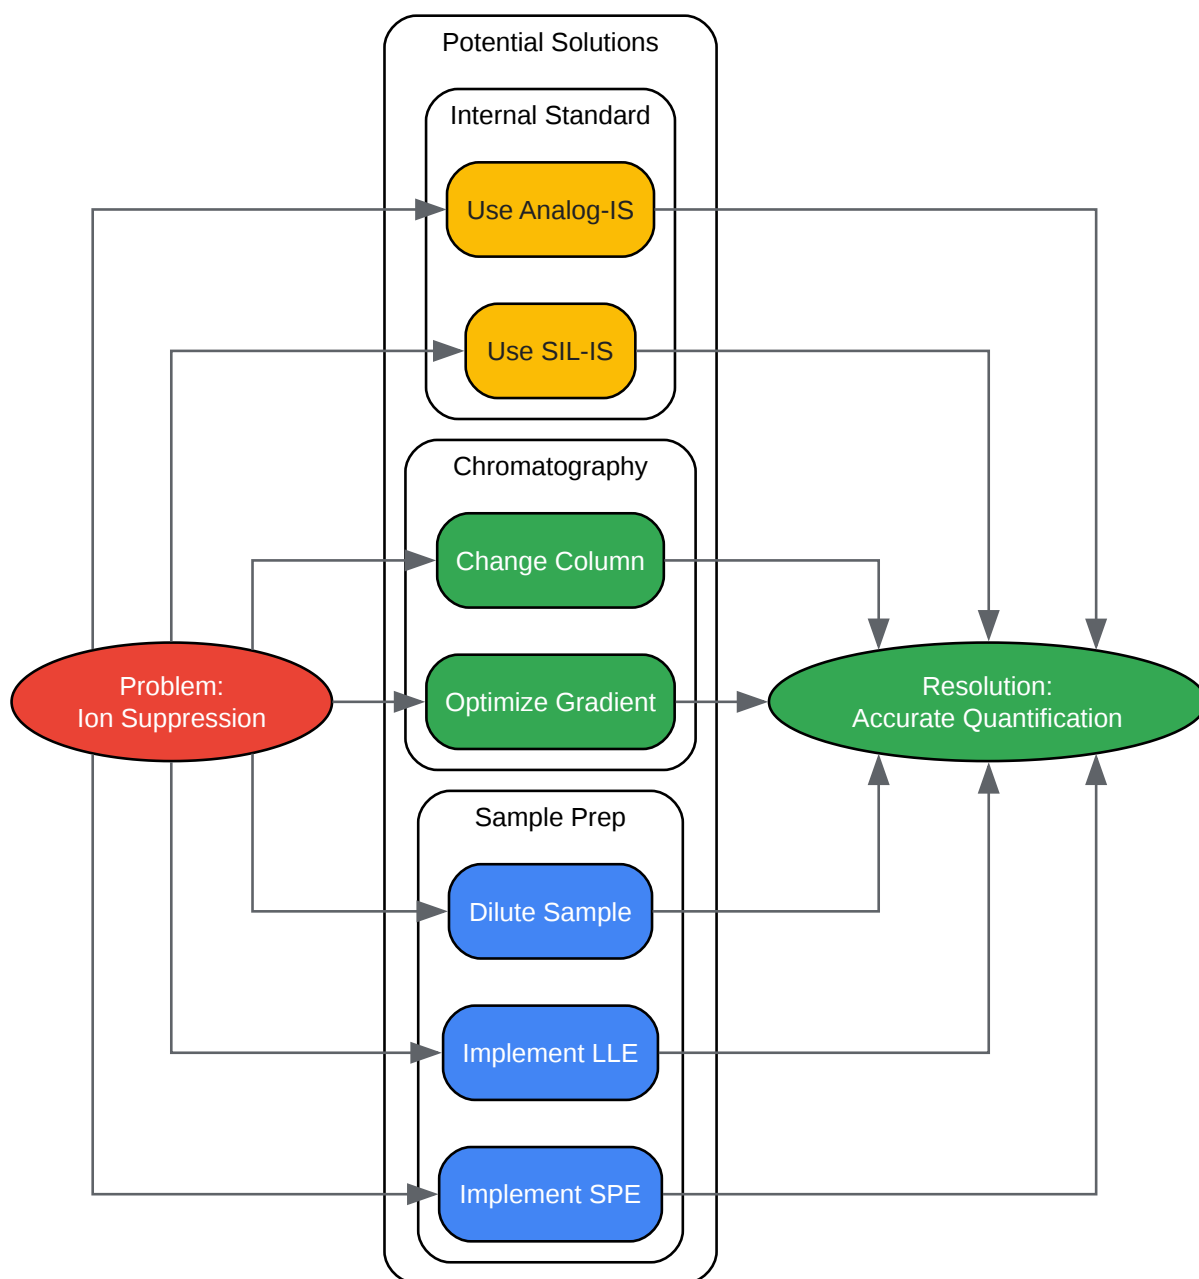 Potential Solutions
Internal Standard
Use Analog-IS
Use SIL-IS
Chromatography
Change Column
Optimize Gradient
Problem:
Ion Suppression
Resolution:
Accurate Quantification
Sample Prep
Dilute Sample
Implement LLE
Implement SPE